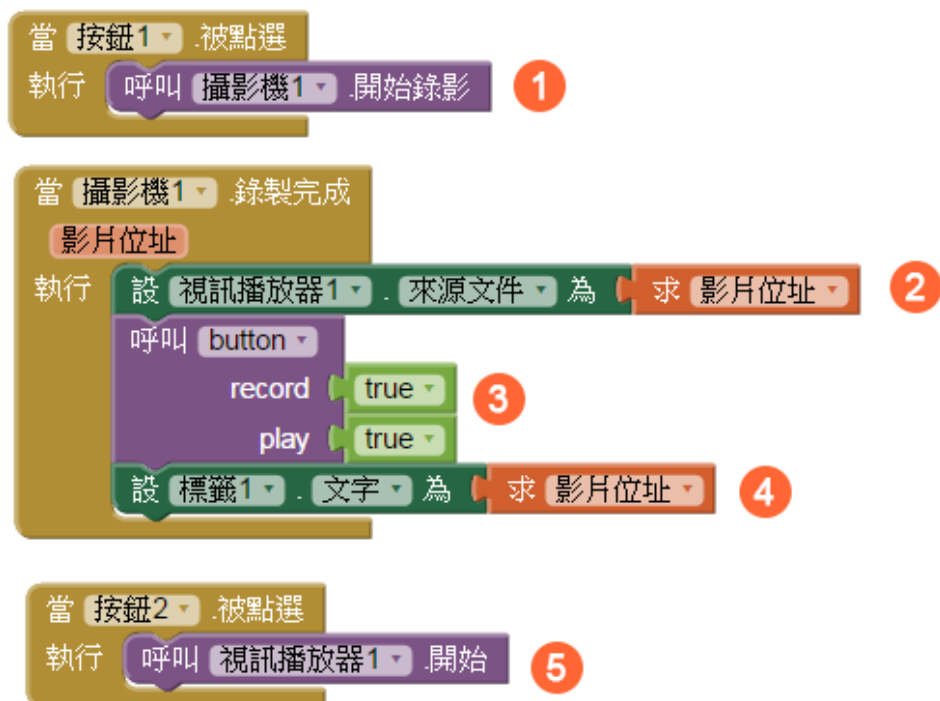 當 按鈕1 .被點選
執行 呼叫 攝影機1 .開始錄影 1
當 攝影機1 .錄製完成
影片位址
執行 設 視訊播放器1 . 來源文件 為 求 影片位址 2
呼叫 button
record true
play true 3
設 標籤1 . 文字 為 求 影片位址 4
當 按鈕2 .被點選
執行 呼叫 視訊播放器1 .開始 5